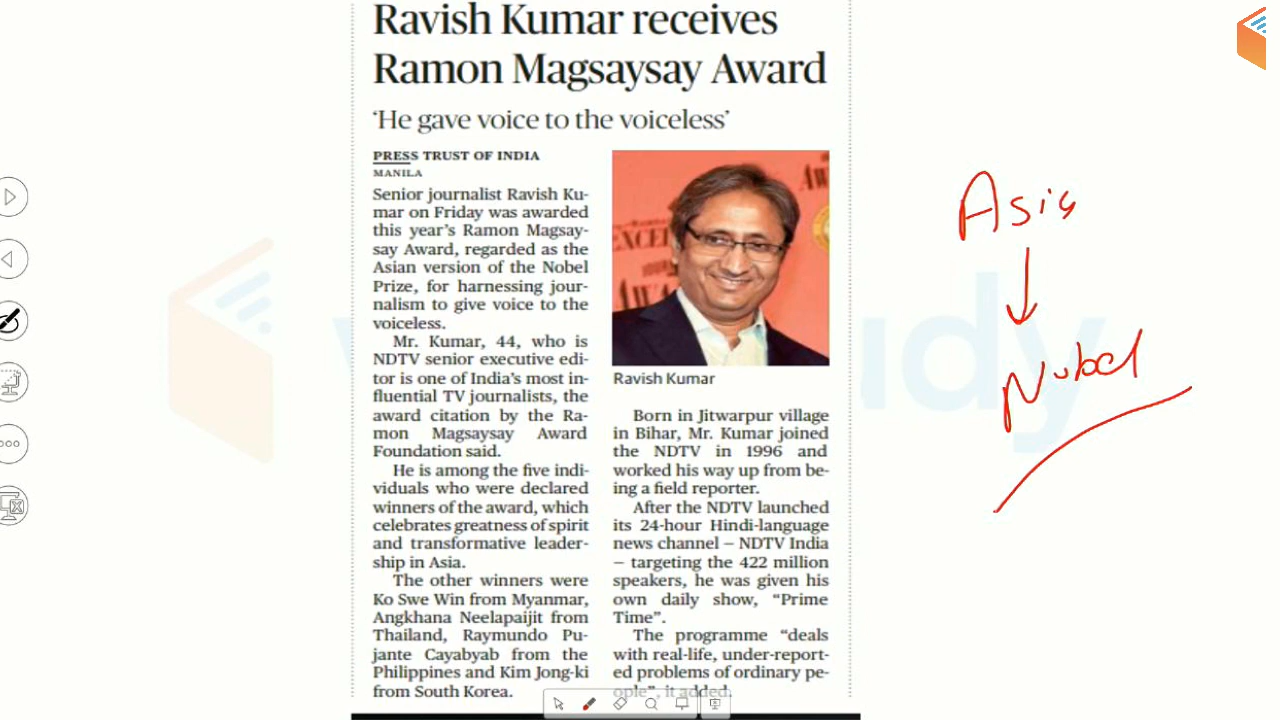 Ravish Kumar receives
Ramon Magsaysay Award
‘He gave voice to the voiceless’
PRESS TRUST OF INDIA
MANILA
Senior journalist Ravish Ku-
mar on Friday was awarded
this year's Ramon Magsay-
say Award, regarded as the
Asian version of the Nobel
Prize, for harnessing jour-
nalism to give voice to the
voiceless.
Mr. Kumar, 44, who is
NDTV senior executive edi-
tor is one of India's most in-
fluential TV journalists, the
award citation by the Ra-
mon Magsaysay Award
Foundation said.
He is among the five indi-
viduals who were declared
winners of the award, which
celebrates greatness of spirit
and transformative leader-
ship in Asia.
The other winners were
Ko Swe Win from Myanmar,
Angkhana Neelapaijit from
Thailand, Raymundo Pu-
jante Cayabyab from the
Philippines and Kim Jong-ki
from South Korea.
Ravish Kumar
Born in Jitwarpur village
in Bihar, Mr. Kumar joined
the NDTV in 1996 and
worked his way up from be-
ing a field reporter.
After the NDTV launched
its 24-hour Hindi-language
news channel – NDTV India
– targeting the 422 million
speakers, he was given his
own daily show, “Prime
Time”.
The programme “deals
with real-life, under-report-
ed problems of ordinary pe-
ople”, it added.
Asia
Nobel